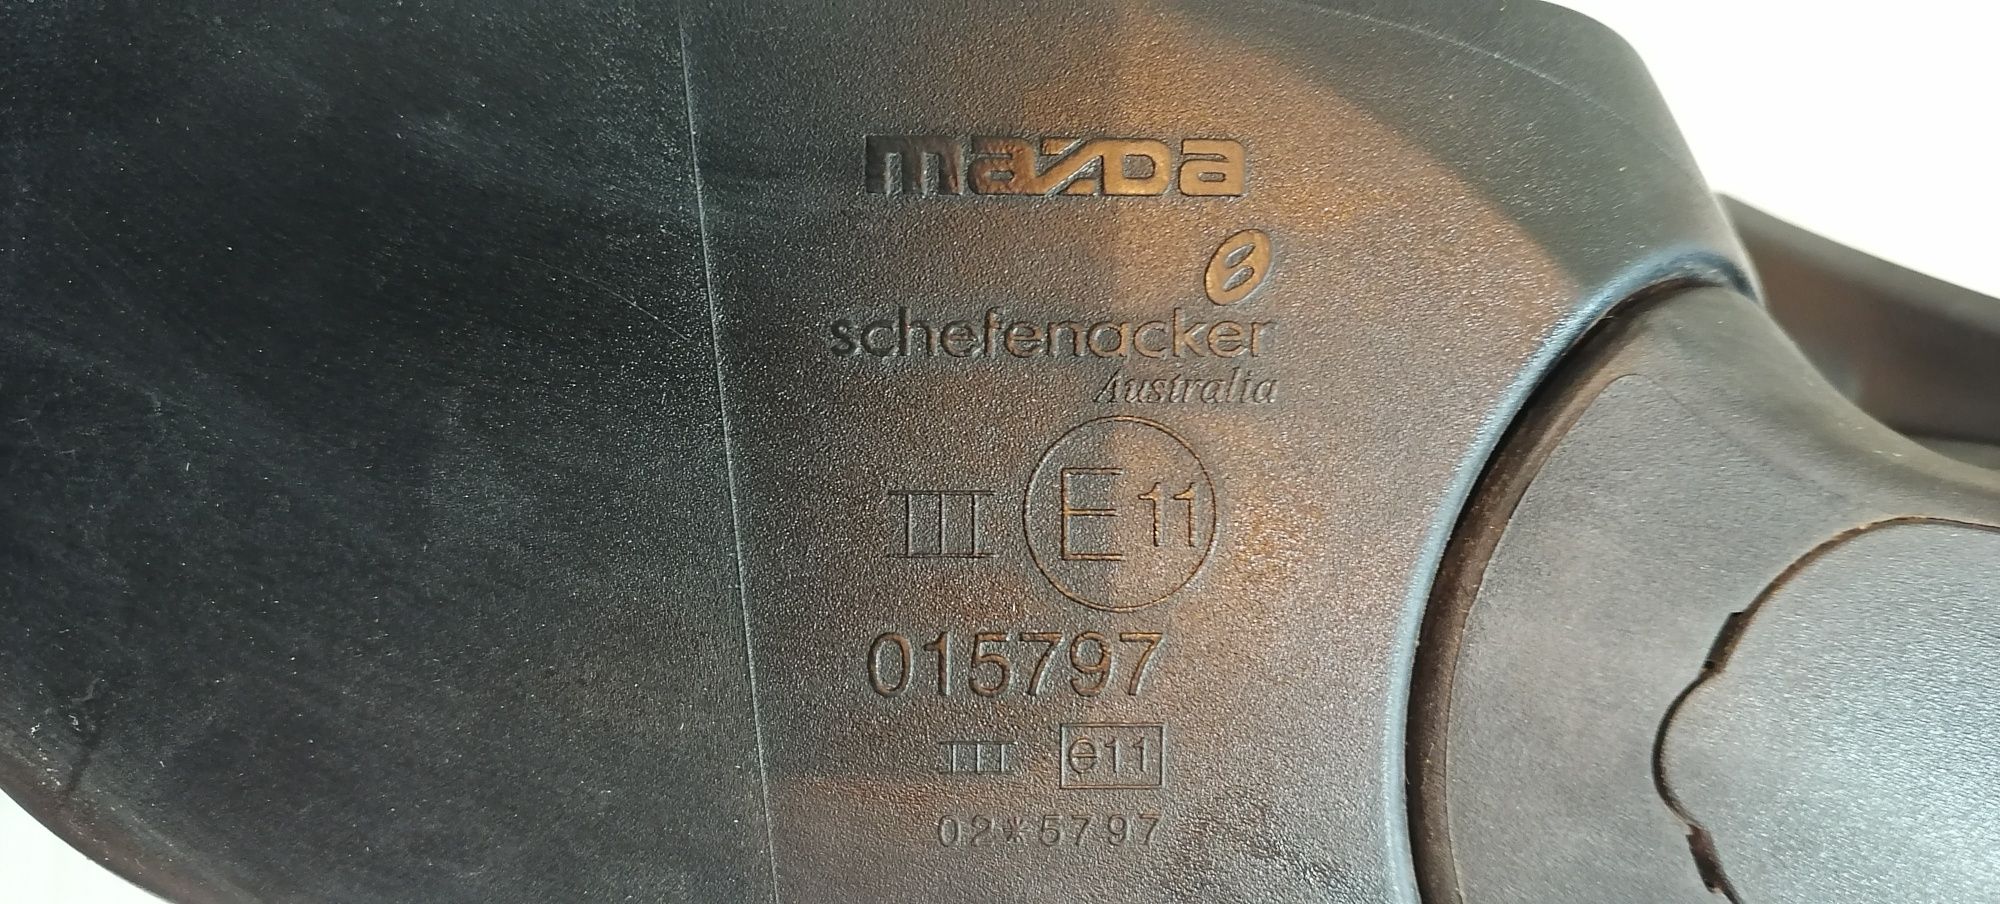 mazda
schefenacker
Australia
III E11
015797
III e11
02*5797